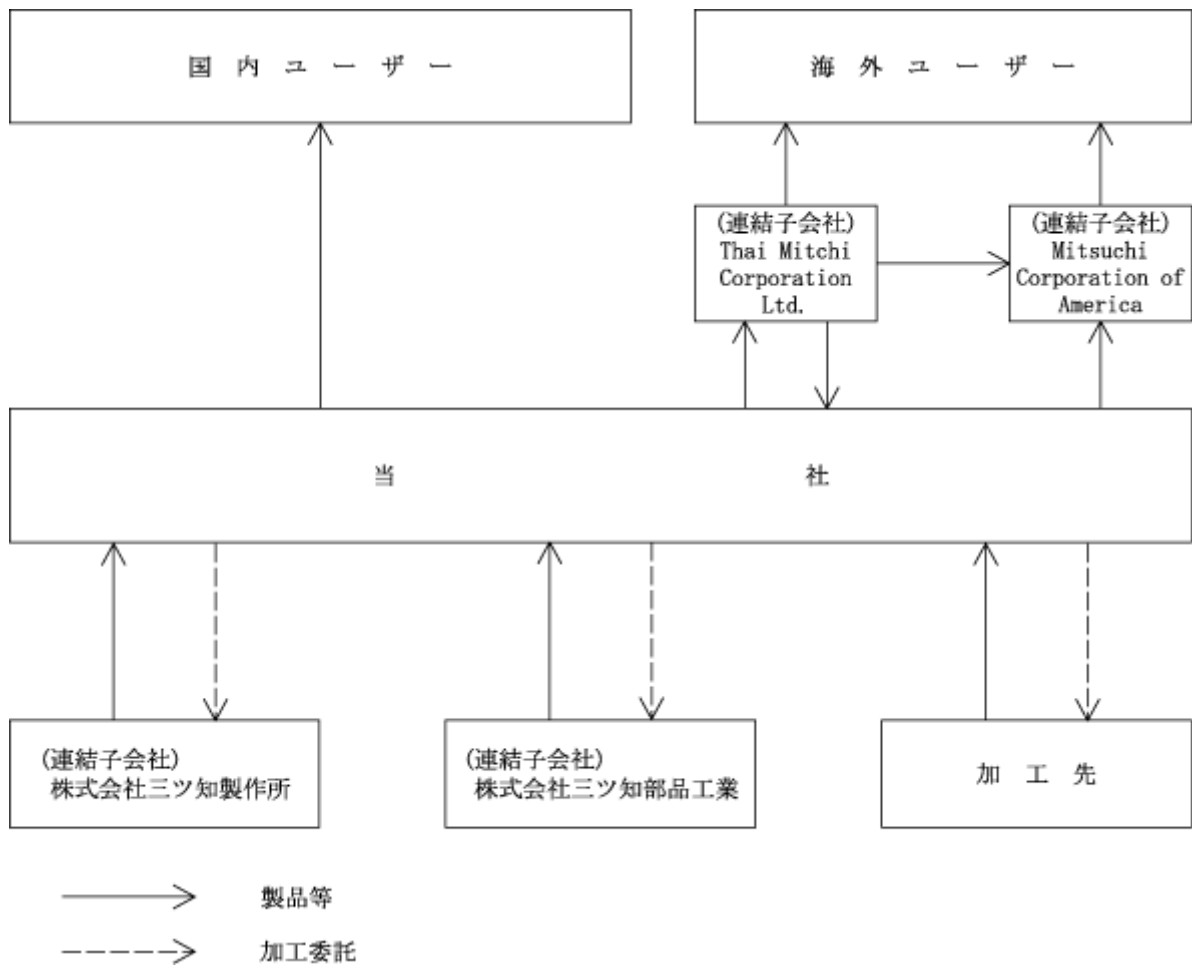 国内ユーザー
海外ユーザー
(連結子会社)
Thai Mitchi
Corporation
Ltd.
(連結子会社)
Mitsuchi
Corporation of
America
当社
(連結子会社)
株式会社三ツ知製作所
(連結子会社)
株式会社三ツ知部品工業
加工先
製品等
加工委託